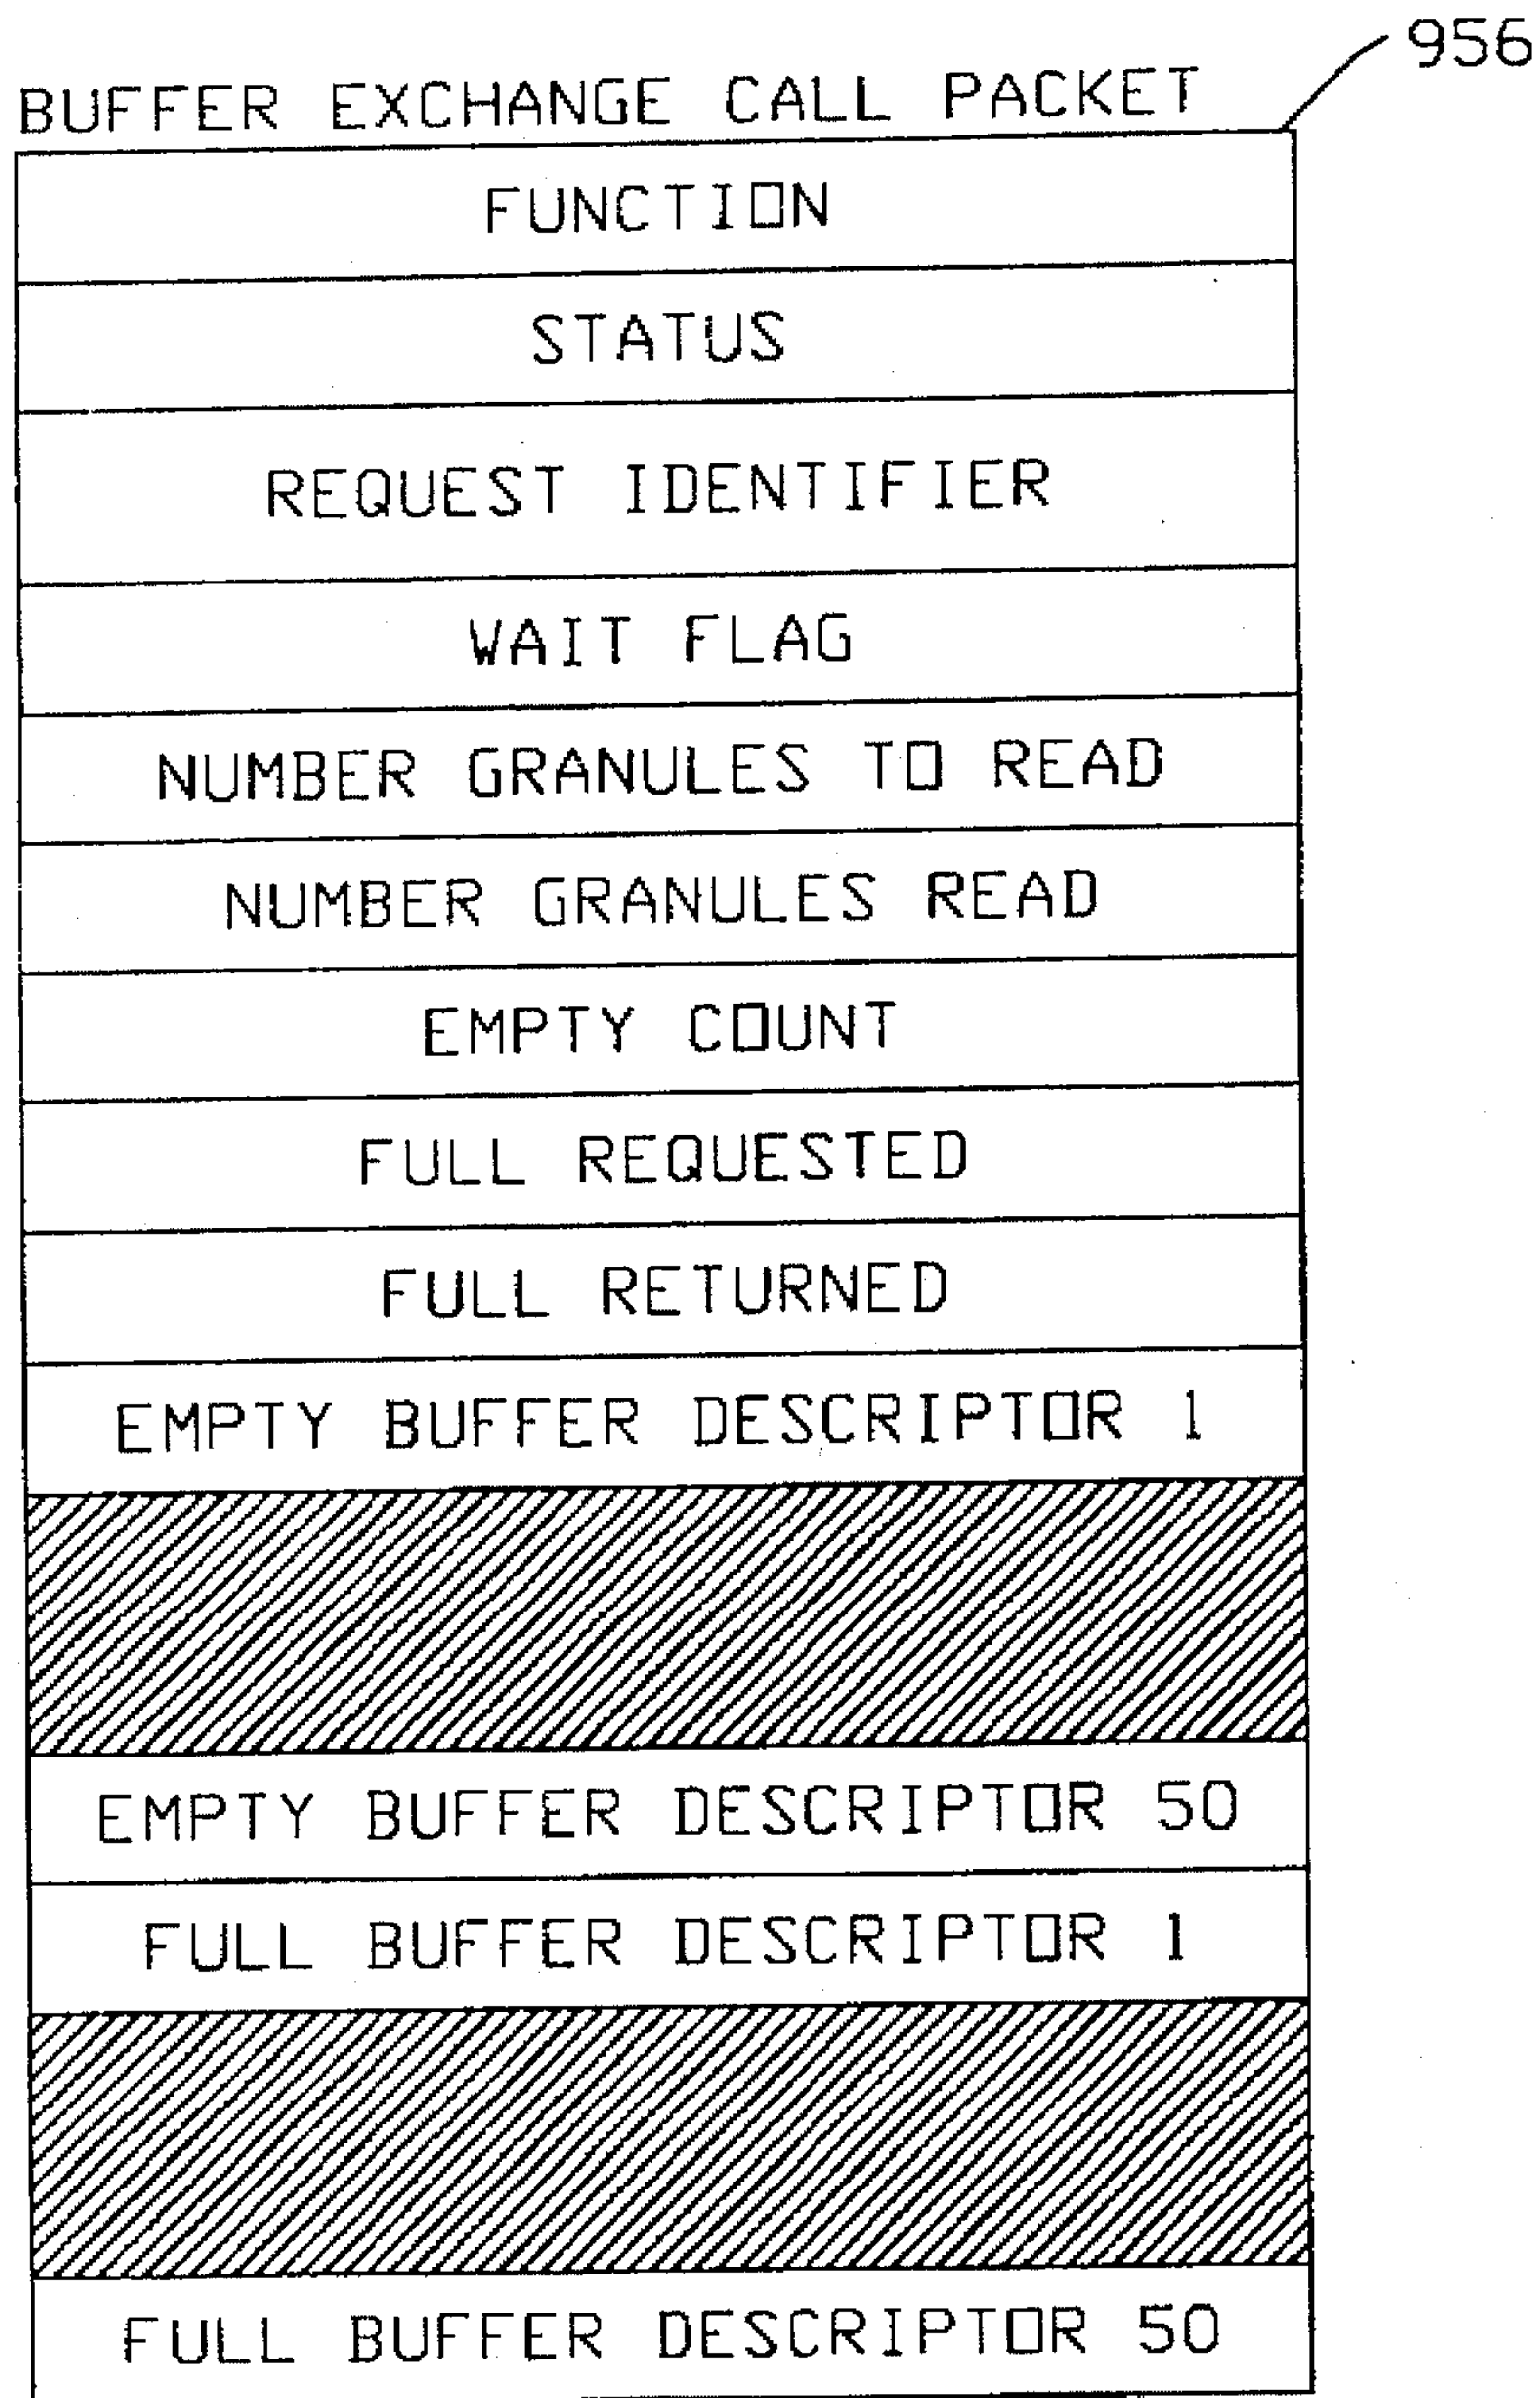 956
BUFFER EXCHANGE CALL PACKET
FUNCTION
STATUS
REQUEST IDENTIFIER
WAIT FLAG
NUMBER GRANULES TO READ
NUMBER GRANULES READ
EMPTY COUNT
FULL REQUESTED
FULL RETURNED
EMPTY BUFFER DESCRIPTOR 1
EMPTY BUFFER DESCRIPTOR 50
FULL BUFFER DESCRIPTOR 1
FULL BUFFER DESCRIPTOR 50